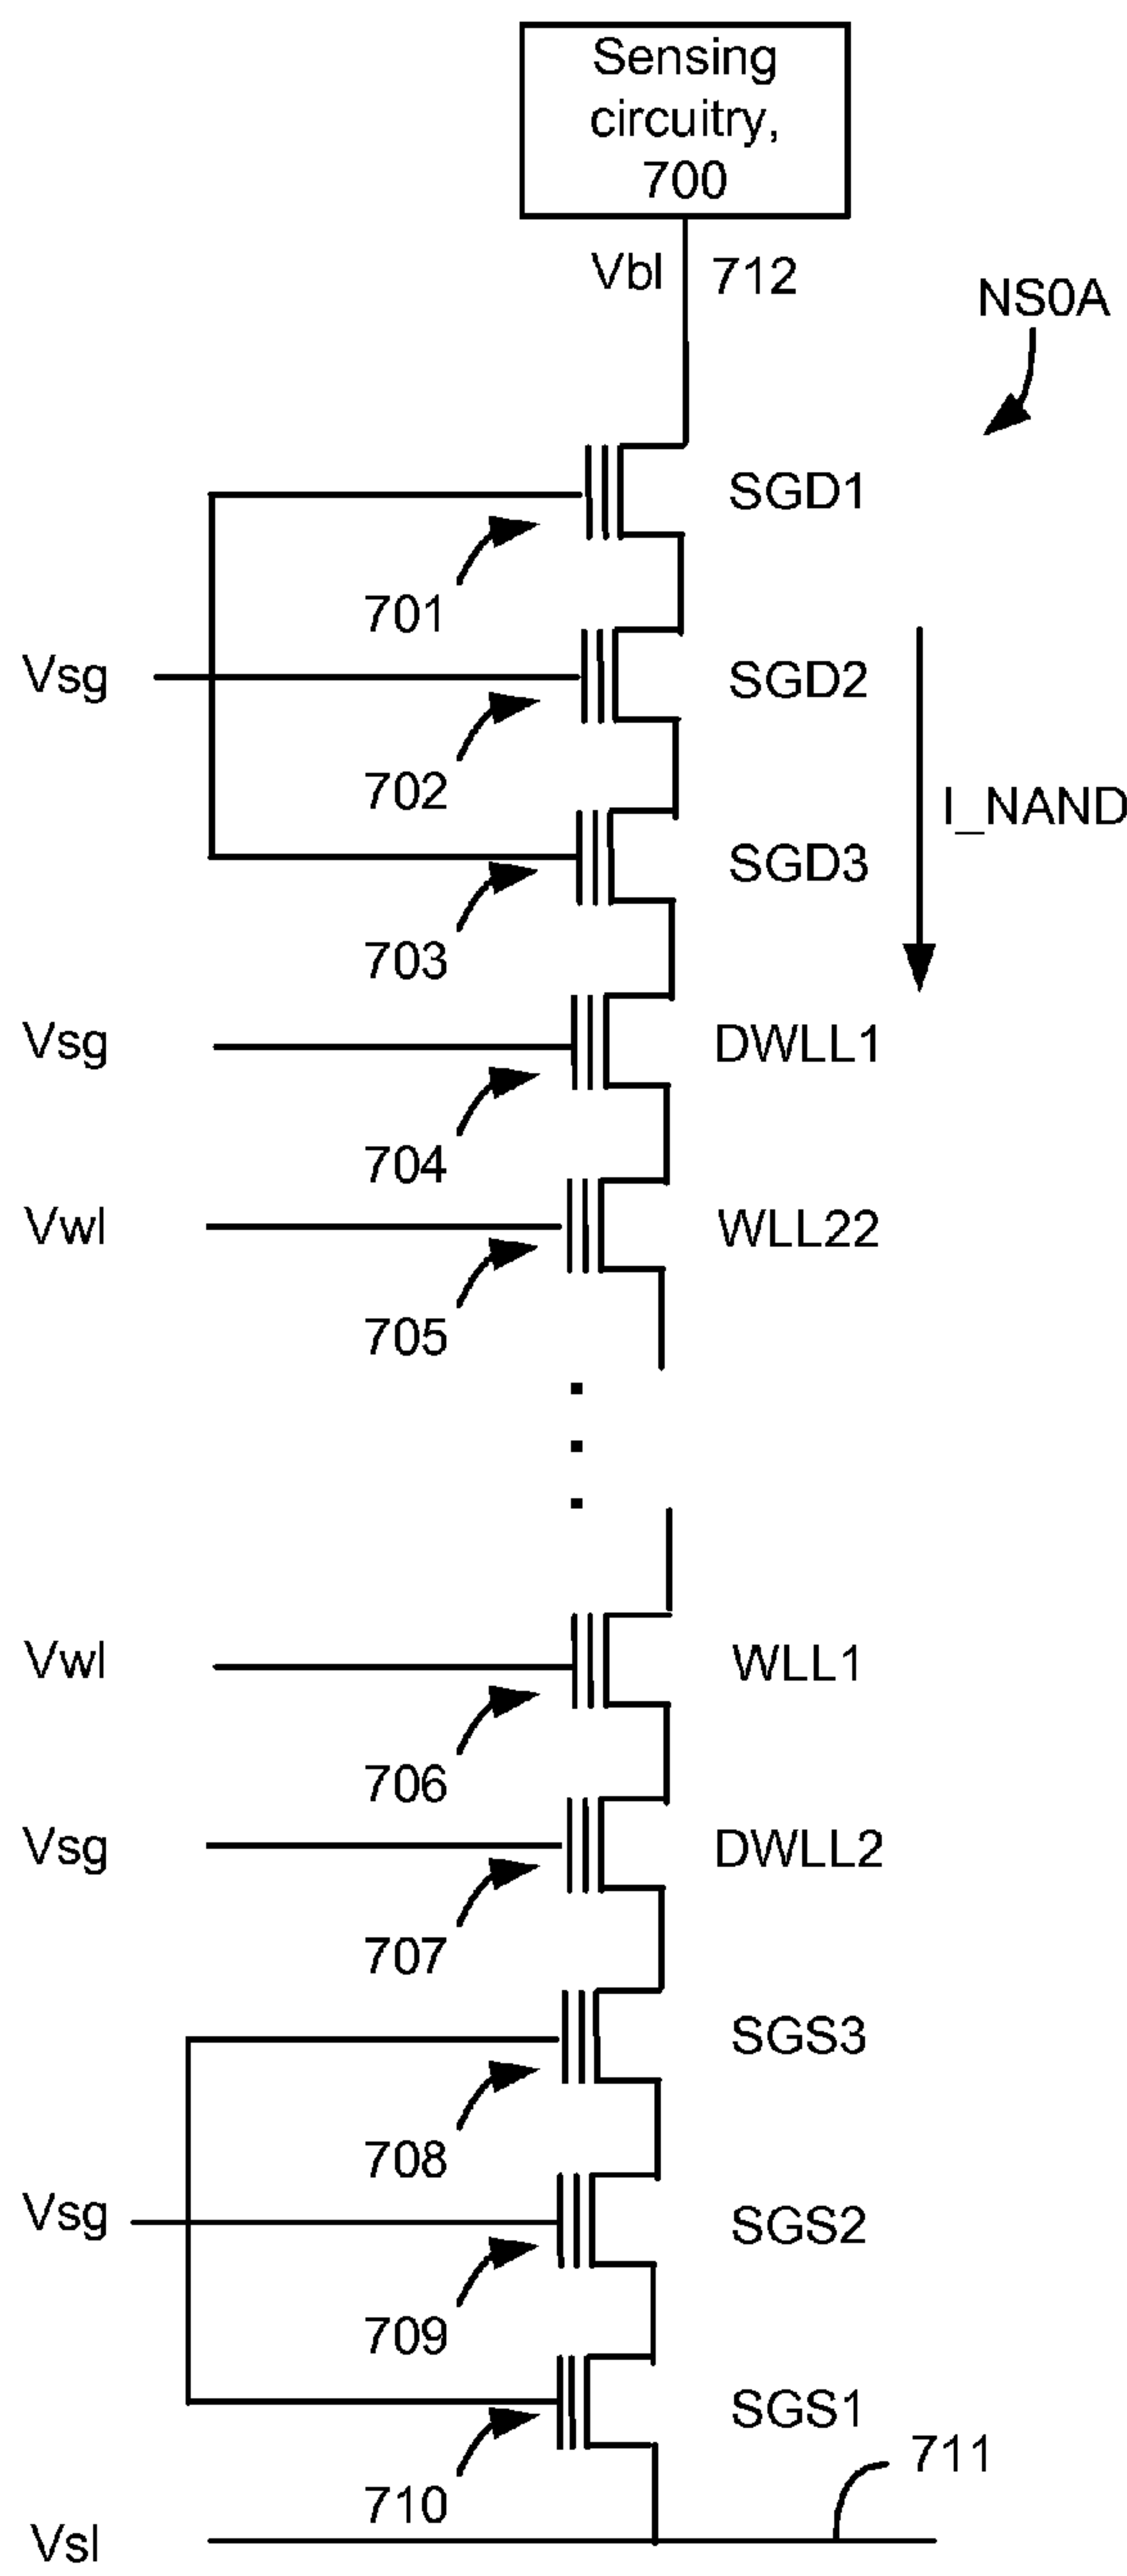 Sensing
circuitry,
700
Vbl 712
NS0A
SGD1
701
Vsg SGD2
702
I_NAND
SGD3
703
Vsg DWLL1
704
Vwl WLL22
705
Vwl WLL1
706
Vsg DWLL2
707
SGS3
708
Vsg SGS2
709
SGS1
711
710
Vsl